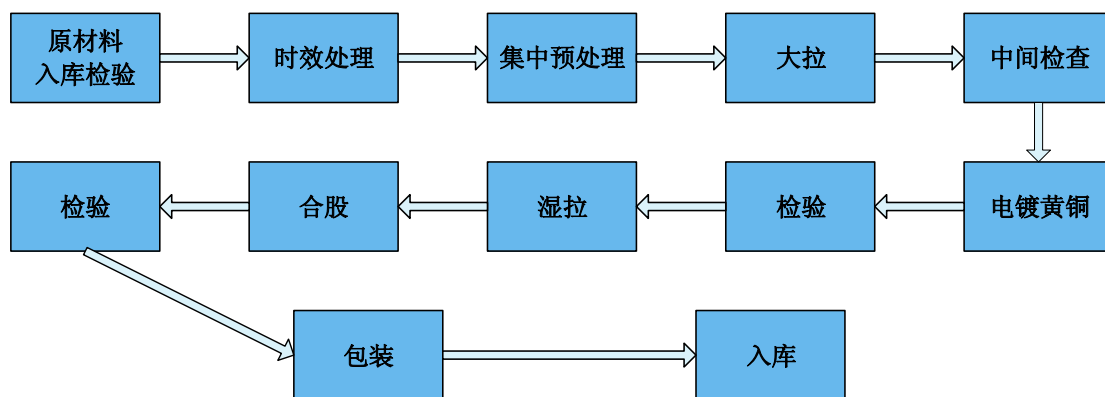 原材料
入库检验
时效处理
集中预处理
大拉
中间检查
电镀黄铜
检验
湿拉
合股
检验
包装
入库